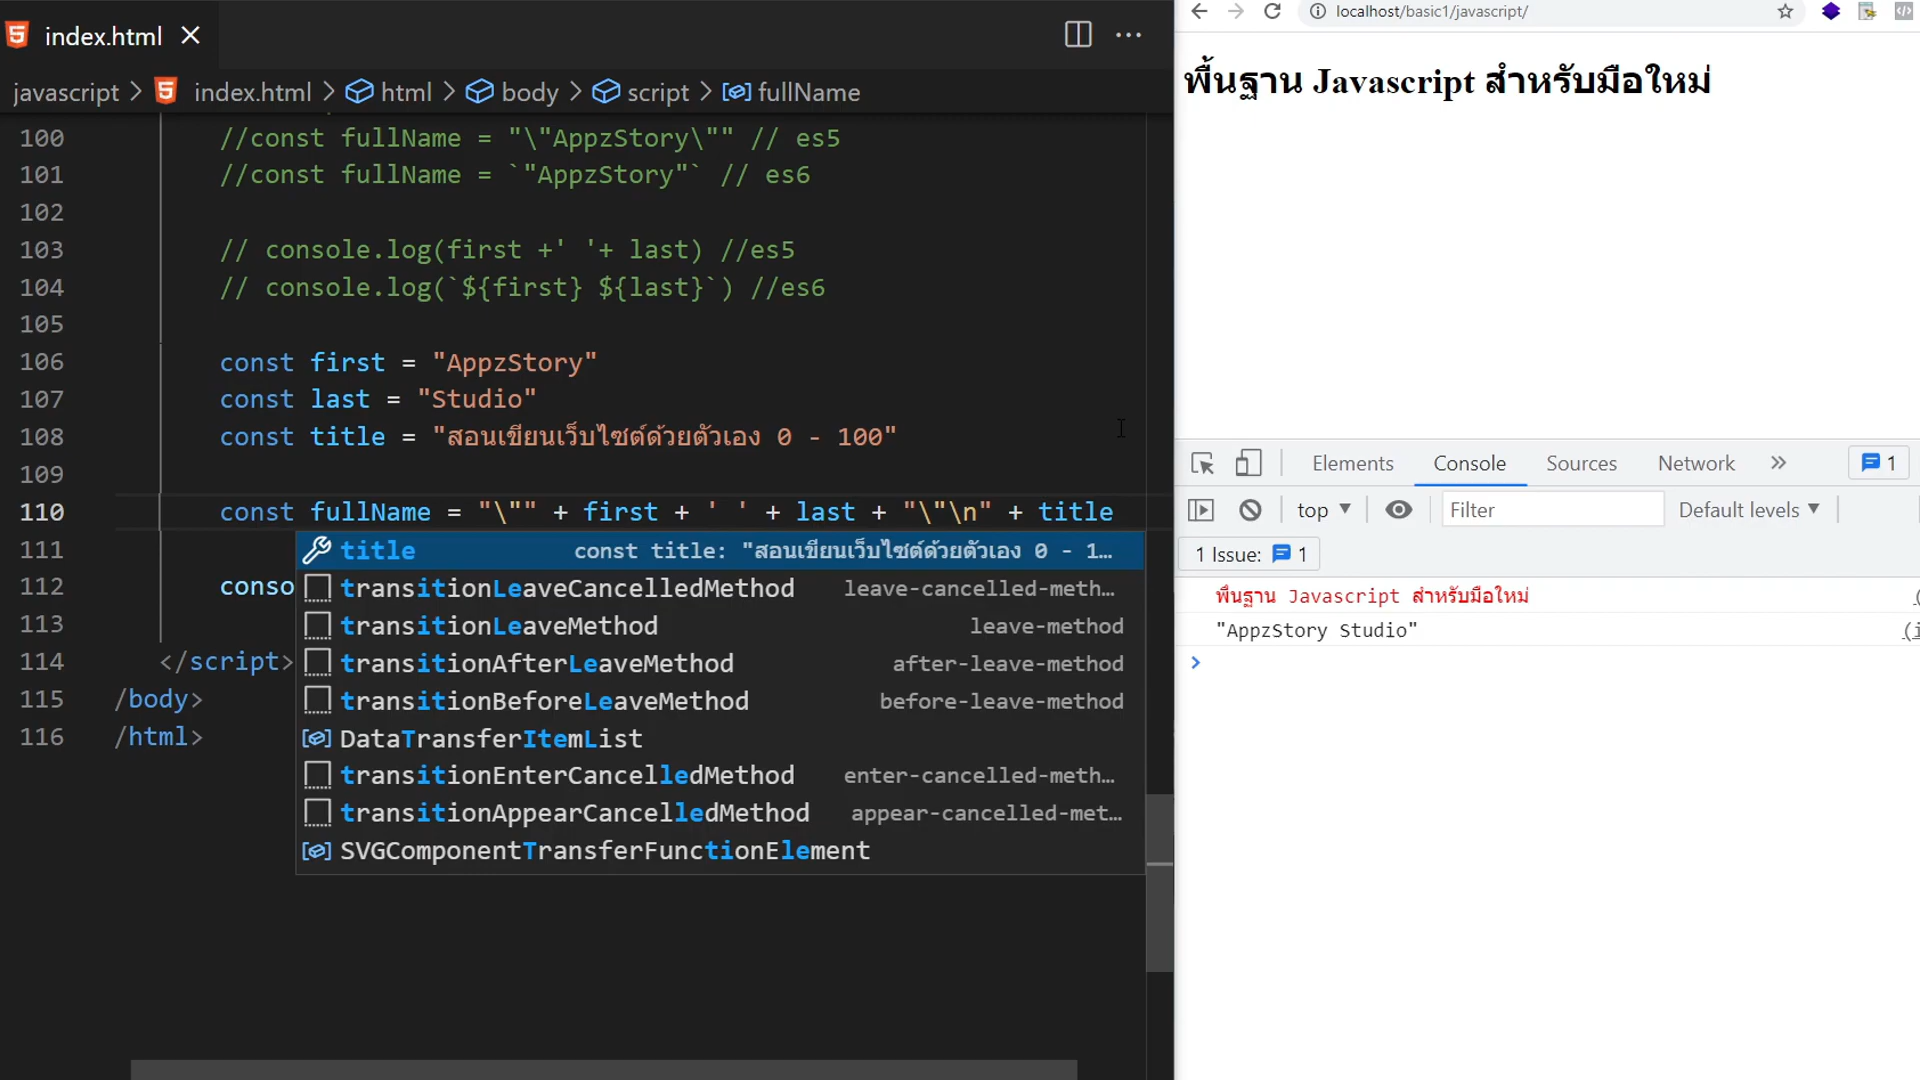 index.html
javascript > index.html > html > body > script > fullName
100 //const fullName = "\"AppzStory\"" // es5
101 //const fullName = `"AppzStory"` // es6
102
103 // console.log(first +' '+ last) //es5
104 // console.log(`${first} ${last}`) //es6
105
106 const first = "AppzStory"
107 const last = "Studio"
108 const title = "สอนเขียนเว็บไซต์ด้วยตัวเอง 0 - 100"
109
110 const fullName = "\"" + first + ' ' + last + "\"\n" + title
111
title const title: "สอนเขียนเว็บไซต์ด้วยตัวเอง 0 - 1…
transitionLeaveCancelledMethod leave-cancelled-meth…
112 conso
transitionLeaveMethod leave-method
113
transitionAfterLeaveMethod after-leave-method
114 </script>
transitionBeforeLeaveMethod before-leave-method
115 /body>
DataTransferItemList
116 /html>
transitionEnterCancelledMethod enter-cancelled-meth…
transitionAppearCancelledMethod appear-cancelled-met…
SVGComponentTransferFunctionElement
localhost/basic1/javascript/
พื้นฐาน Javascript สำหรับมือใหม่
Elements Console Sources Network 1
top Filter Default levels
1 Issue: 1
พื้นฐาน Javascript สำหรับมือใหม่
"AppzStory Studio"